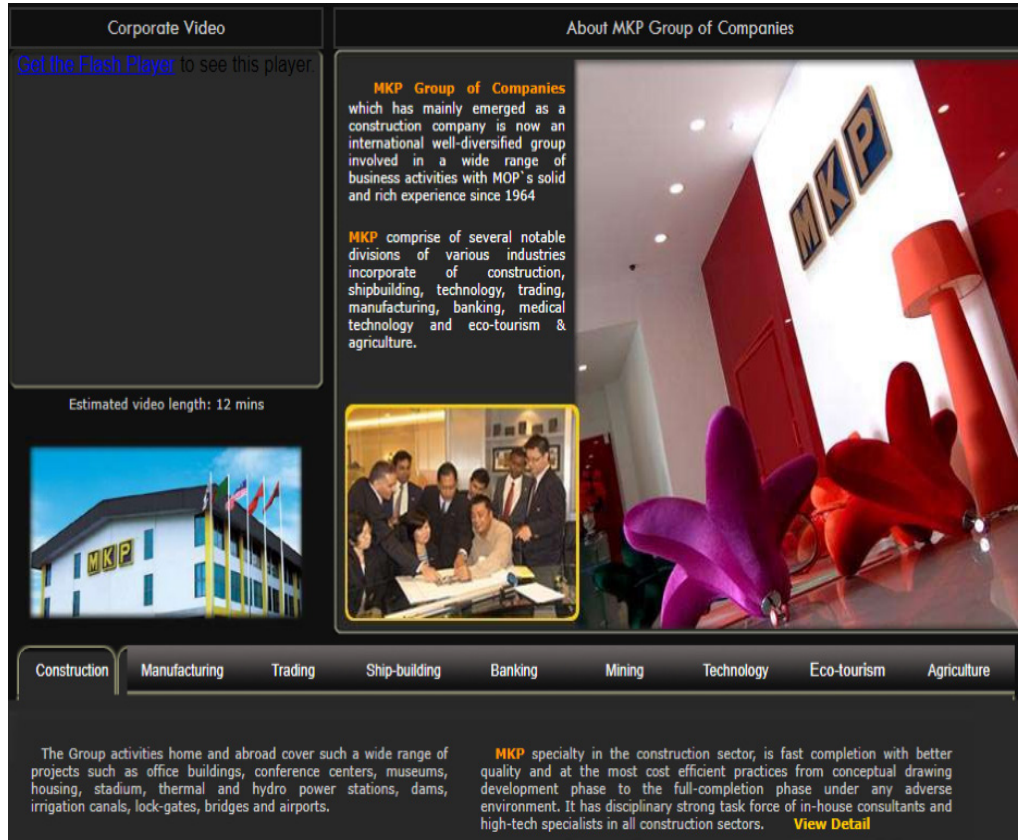 Corporate Video
About MKP Group of Companies
Get the Flash Player to see this player.
MKP Group of Companies
which has mainly emerged as a
construction company is now an
international well-diversified group
involved in a wide range of
business activities with MOP`s solid
and rich experience since 1964
MKP comprise of several notable
divisions of various industries
incorporate of construction,
shipbuilding, technology, trading,
manufacturing, banking, medical
technology and eco-tourism &
agriculture.
MKP
Estimated video length: 12 mins
MKP
Construction
Manufacturing
Trading
Ship-building
Banking
Mining
Technology
Eco-tourism
Agriculture
The Group activities home and abroad cover such a wide range of
projects such as office buildings, conference centers, museums,
housing, stadium, thermal and hydro power stations, dams,
irrigation canals, lock-gates, bridges and airports.
MKP specialty in the construction sector, is fast completion with better
quality and at the most cost efficient practices from conceptual drawing
development phase to the full-completion phase under any adverse
environment. It has disciplinary strong task force of in-house consultants and
high-tech specialists in all construction sectors. View Detail